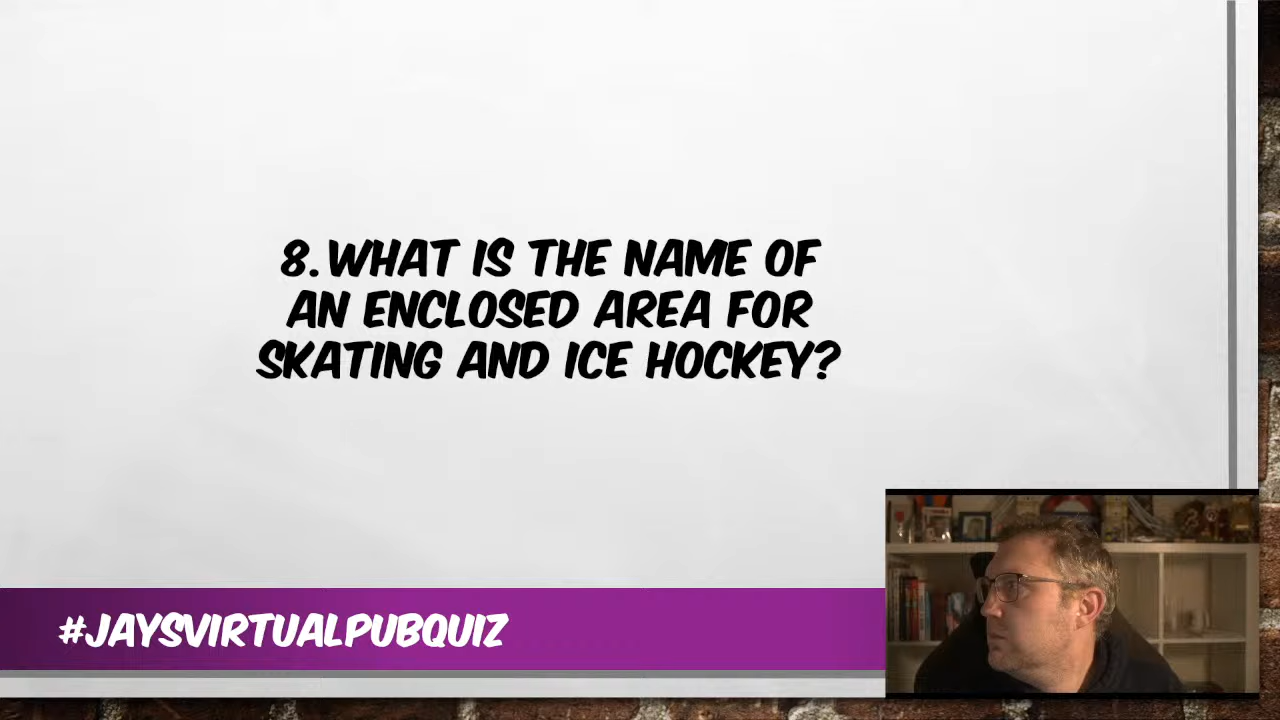 8. WHAT IS THE NAME OF
AN ENCLOSED AREA FOR
SKATING AND ICE HOCKEY?
#JAYSVIRTUALPUBQUIZ